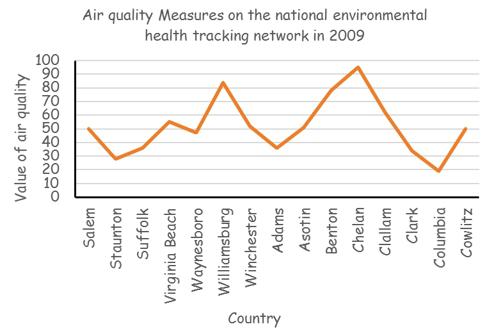 Air quality Measures on the national environmental
health tracking network in 2009
Value of air quality
100
90
80
70
60
50
40
30
20
10
0
Salem
Staunton
Suffolk
Virginia Beach
Waynesboro
Williamsburg
Winchester
Adams
Asotin
Benton
Chelan
Clallam
Clark
Columbia
Cowlitz
Country